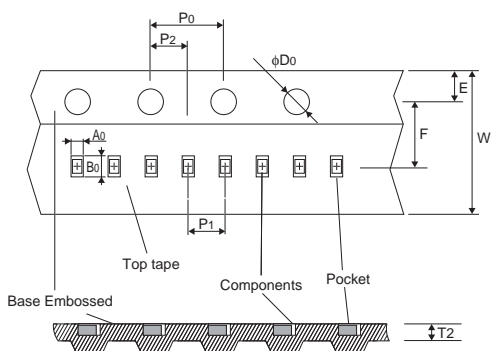 P0
P2
ϕD0
E
F
W
A0
B0
P1
Top tape
Components
Pocket
Base Embossed
T2